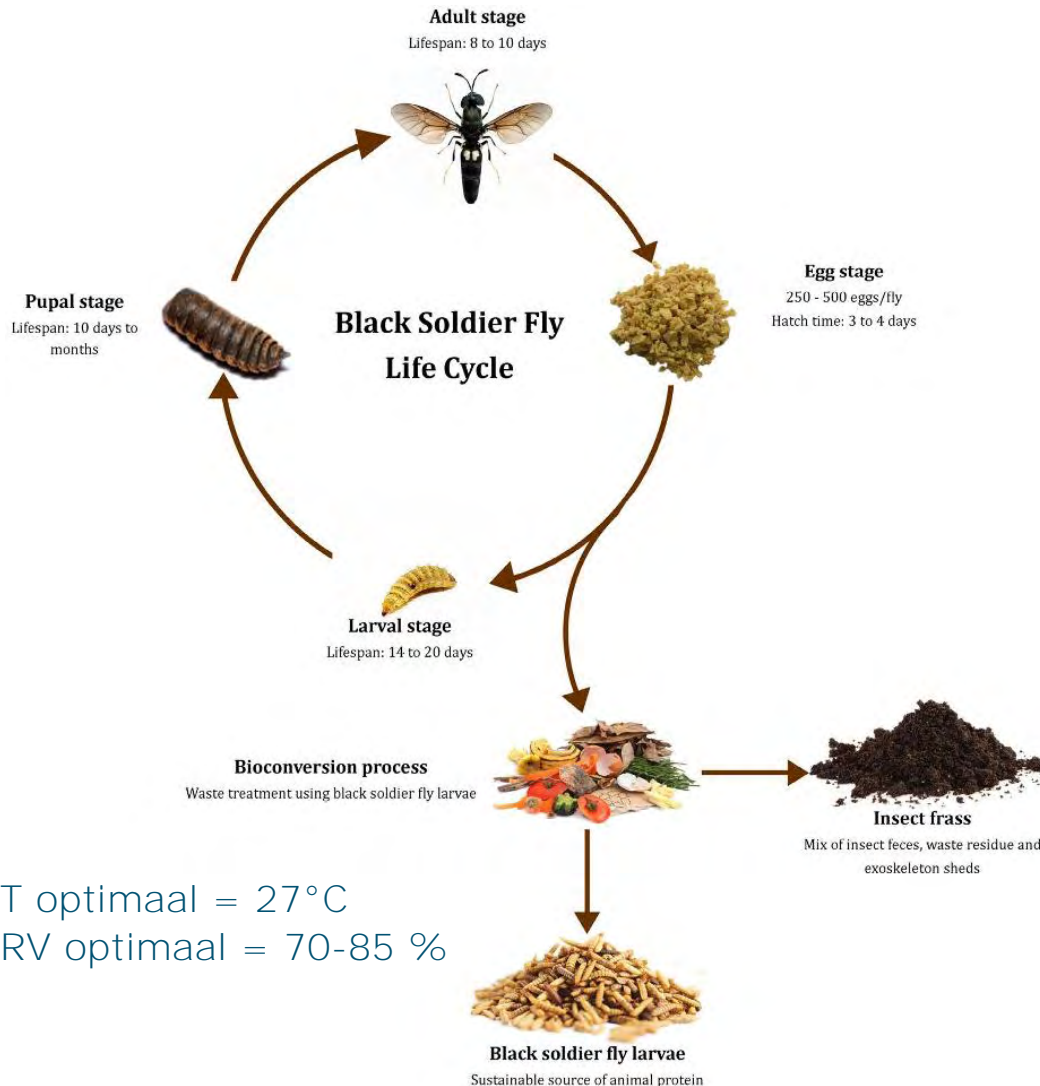 Adult stage
Lifespan: 8 to 10 days
Egg stage
250 - 500 eggs/fly
Hatch time: 3 to 4 days
Pupal stage
Lifespan: 10 days to
months
Black Soldier Fly
Life Cycle
Larval stage
Lifespan: 14 to 20 days
Bioconversion process
Waste treatment using black soldier fly larvae
Insect frass
Mix of insect feces, waste residue and
exoskeleton sheds
T optimaal = 27°C
RV optimaal = 70-85 %
Black soldier fly larvae
Sustainable source of animal protein